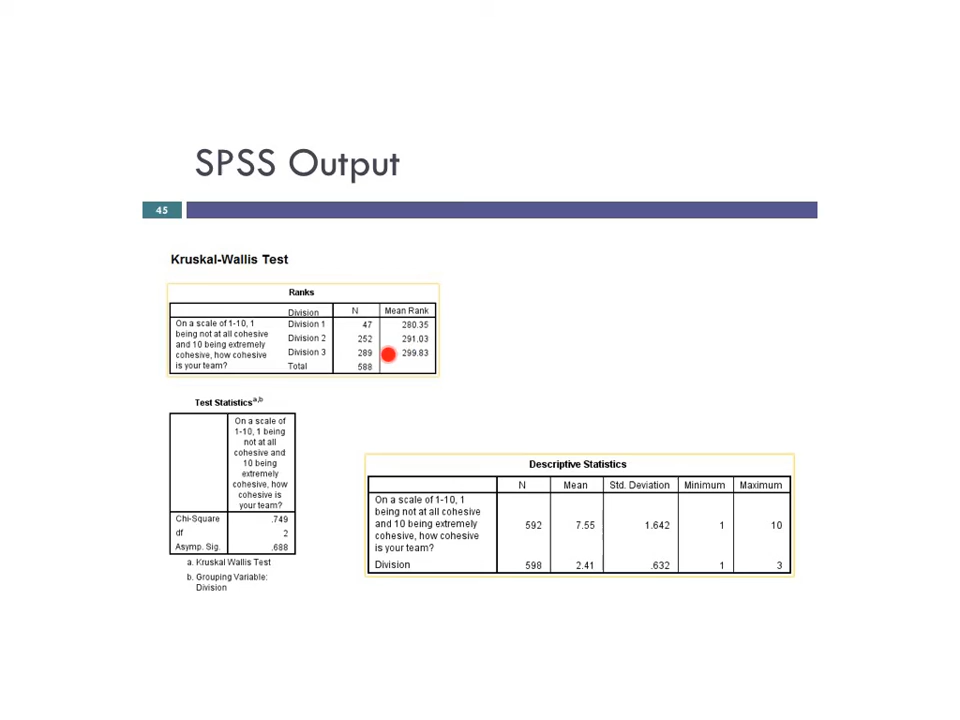 SPSS Output
45
Kruskal-Wallis Test
Ranks
Division N Mean Rank
On a scale of 1-10, 1 Division 1 47 280.35
being not at all cohesive Division 2 252 291.03
and 10 being extremely
cohesive, how cohesive Division 3 289 299.83
is your team? Total 588
Test Statistics a,b
On a scale of
1-10, 1 being
not at all
cohesive and
10 being
extremely
cohesive, how
cohesive is
your team?
Chi-Square .749
df 2
Asymp. Sig. .688
a. Kruskal Wallis Test
b. Grouping Variable:
Division
Descriptive Statistics
N Mean Std. Deviation Minimum Maximum
On a scale of 1-10, 1
being not at all cohesive
and 10 being extremely 592 7.55 1.642 1 10
cohesive, how cohesive
is your team?
Division 598 2.41 .632 1 3